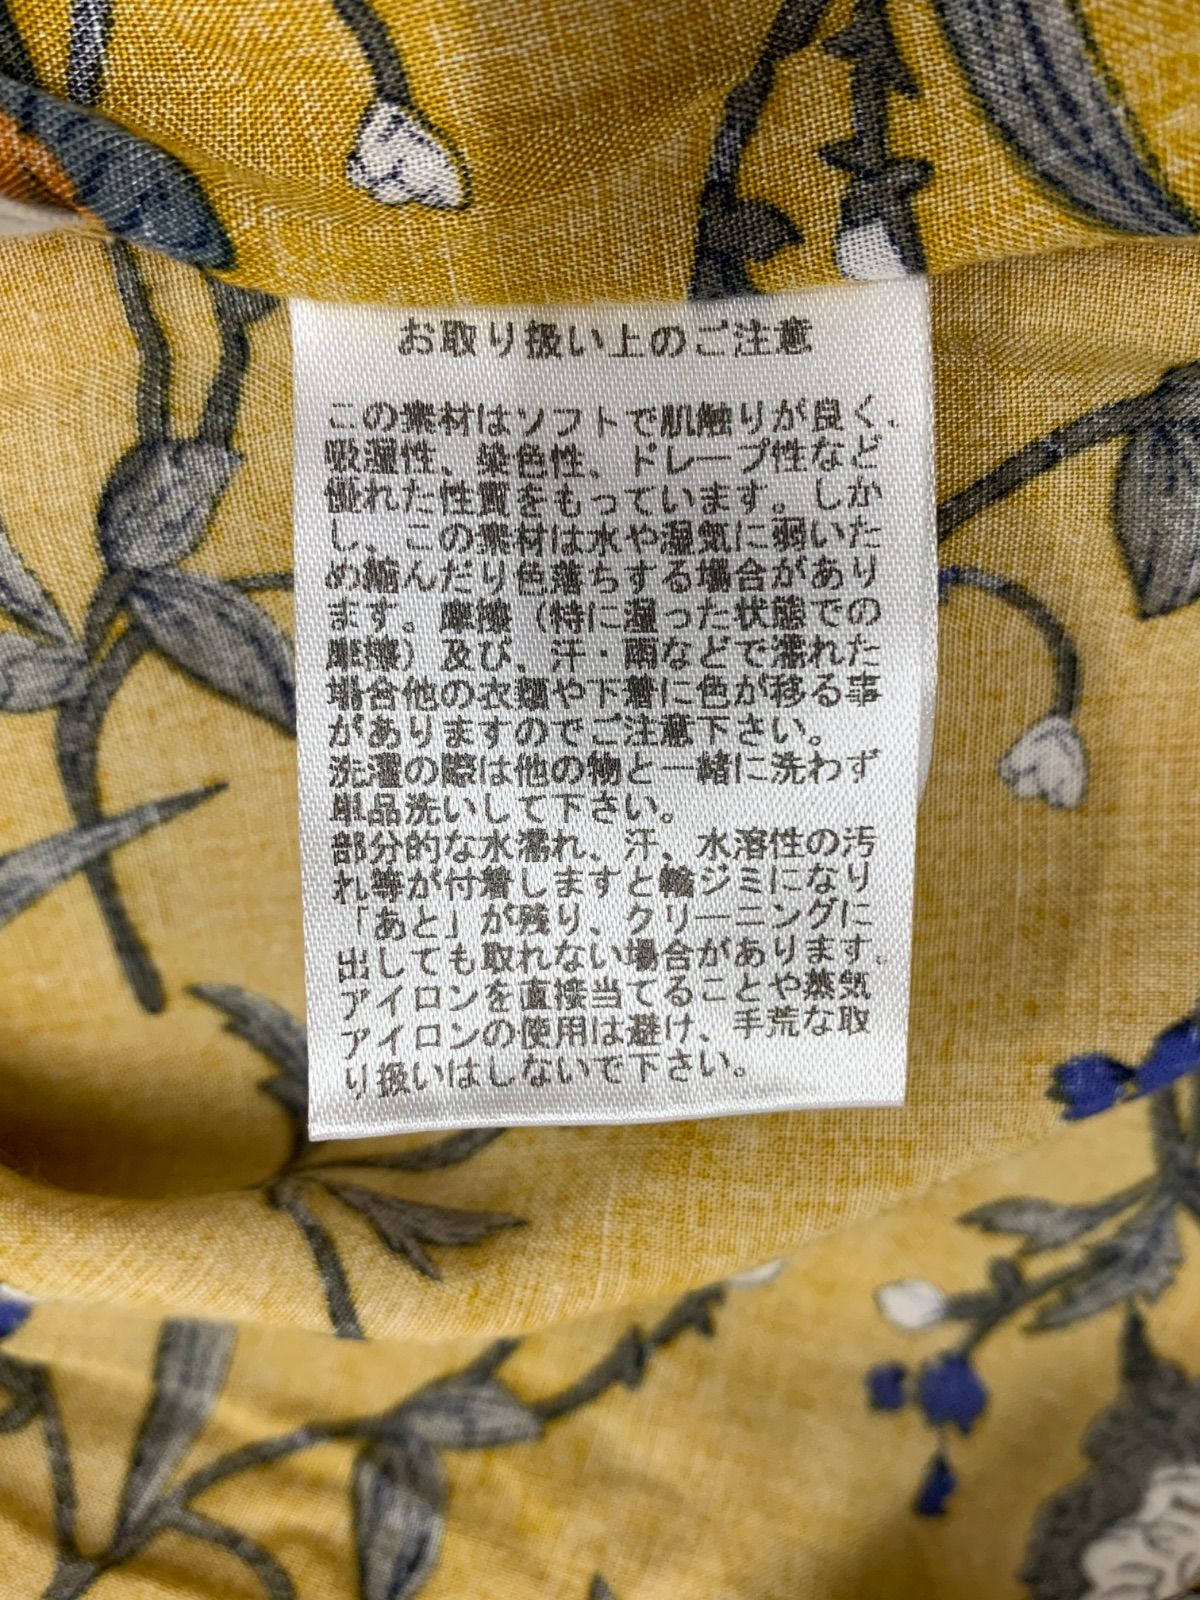 お取り扱い上のご注意
この素材はソフトで肌触りが良く、
吸湿性、染色性、ドレープ性など
優れた性質をもっています。しか
し、この素材は水や湿気に弱いた
め縮んだり色落ちする場合があり
ます。摩擦（特に湿った状態での
摩擦）及び、汗・雨などで濡れた
場合他の衣類や下着に色が移る事
がありますのでご注意下さい。
洗濯の際は他の物と一緒に洗わず
単品洗いして下さい。
部分的な水濡れ、汗、水溶性の汚
れ等が付着しますと輪ジミになり
「あと」が残り、クリーニングに
出しても取れない場合があります。
アイロンを直接当てることや蒸気
アイロンの使用は避け、手荒な取
り扱いはしないで下さい。